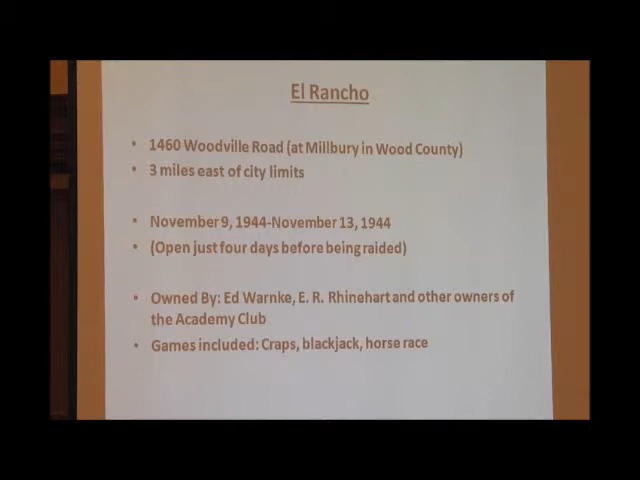 El Rancho
• 1460 Woodville Road (at Millbury in Wood County)
• 3 miles east of city limits
• November 9, 1944-November 13, 1944
• (Open just four days before being raided)
• Owned By: Ed Warnke, E. R. Rhinehart and other owners of
the Academy Club
• Games included: Craps, blackjack, horse race